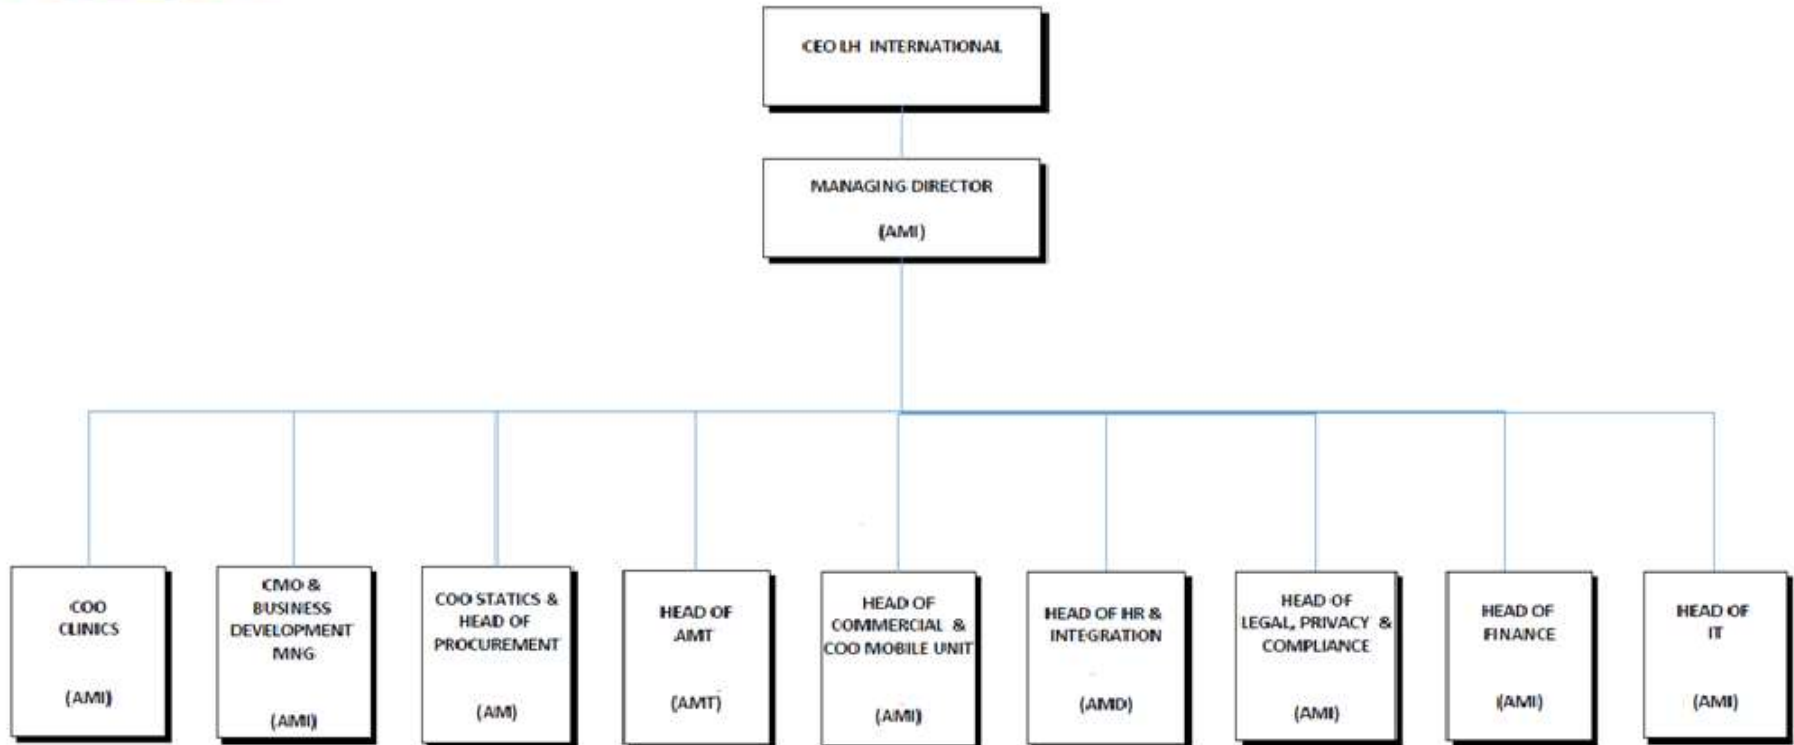 CEO LH INTERNATIONAL
MANAGING DIRECTOR
(AMI)
COO
CLINICS
(AMI)
CMO &
BUSINESS
DEVELOPMENT
MNG
(AMI)
COO STATICS &
HEAD OF
PROCUREMENT
(AM)
HEAD OF
AMT
(AMT)
HEAD OF
COMMERCIAL &
COO MOBILE UNIT
(AMI)
HEAD OF HR &
INTEGRATION
(AMD)
HEAD OF
LEGAL, PRIVACY &
COMPLIANCE
(AMI)
HEAD OF
FINANCE
(AMI)
HEAD OF
IT
(AMI)